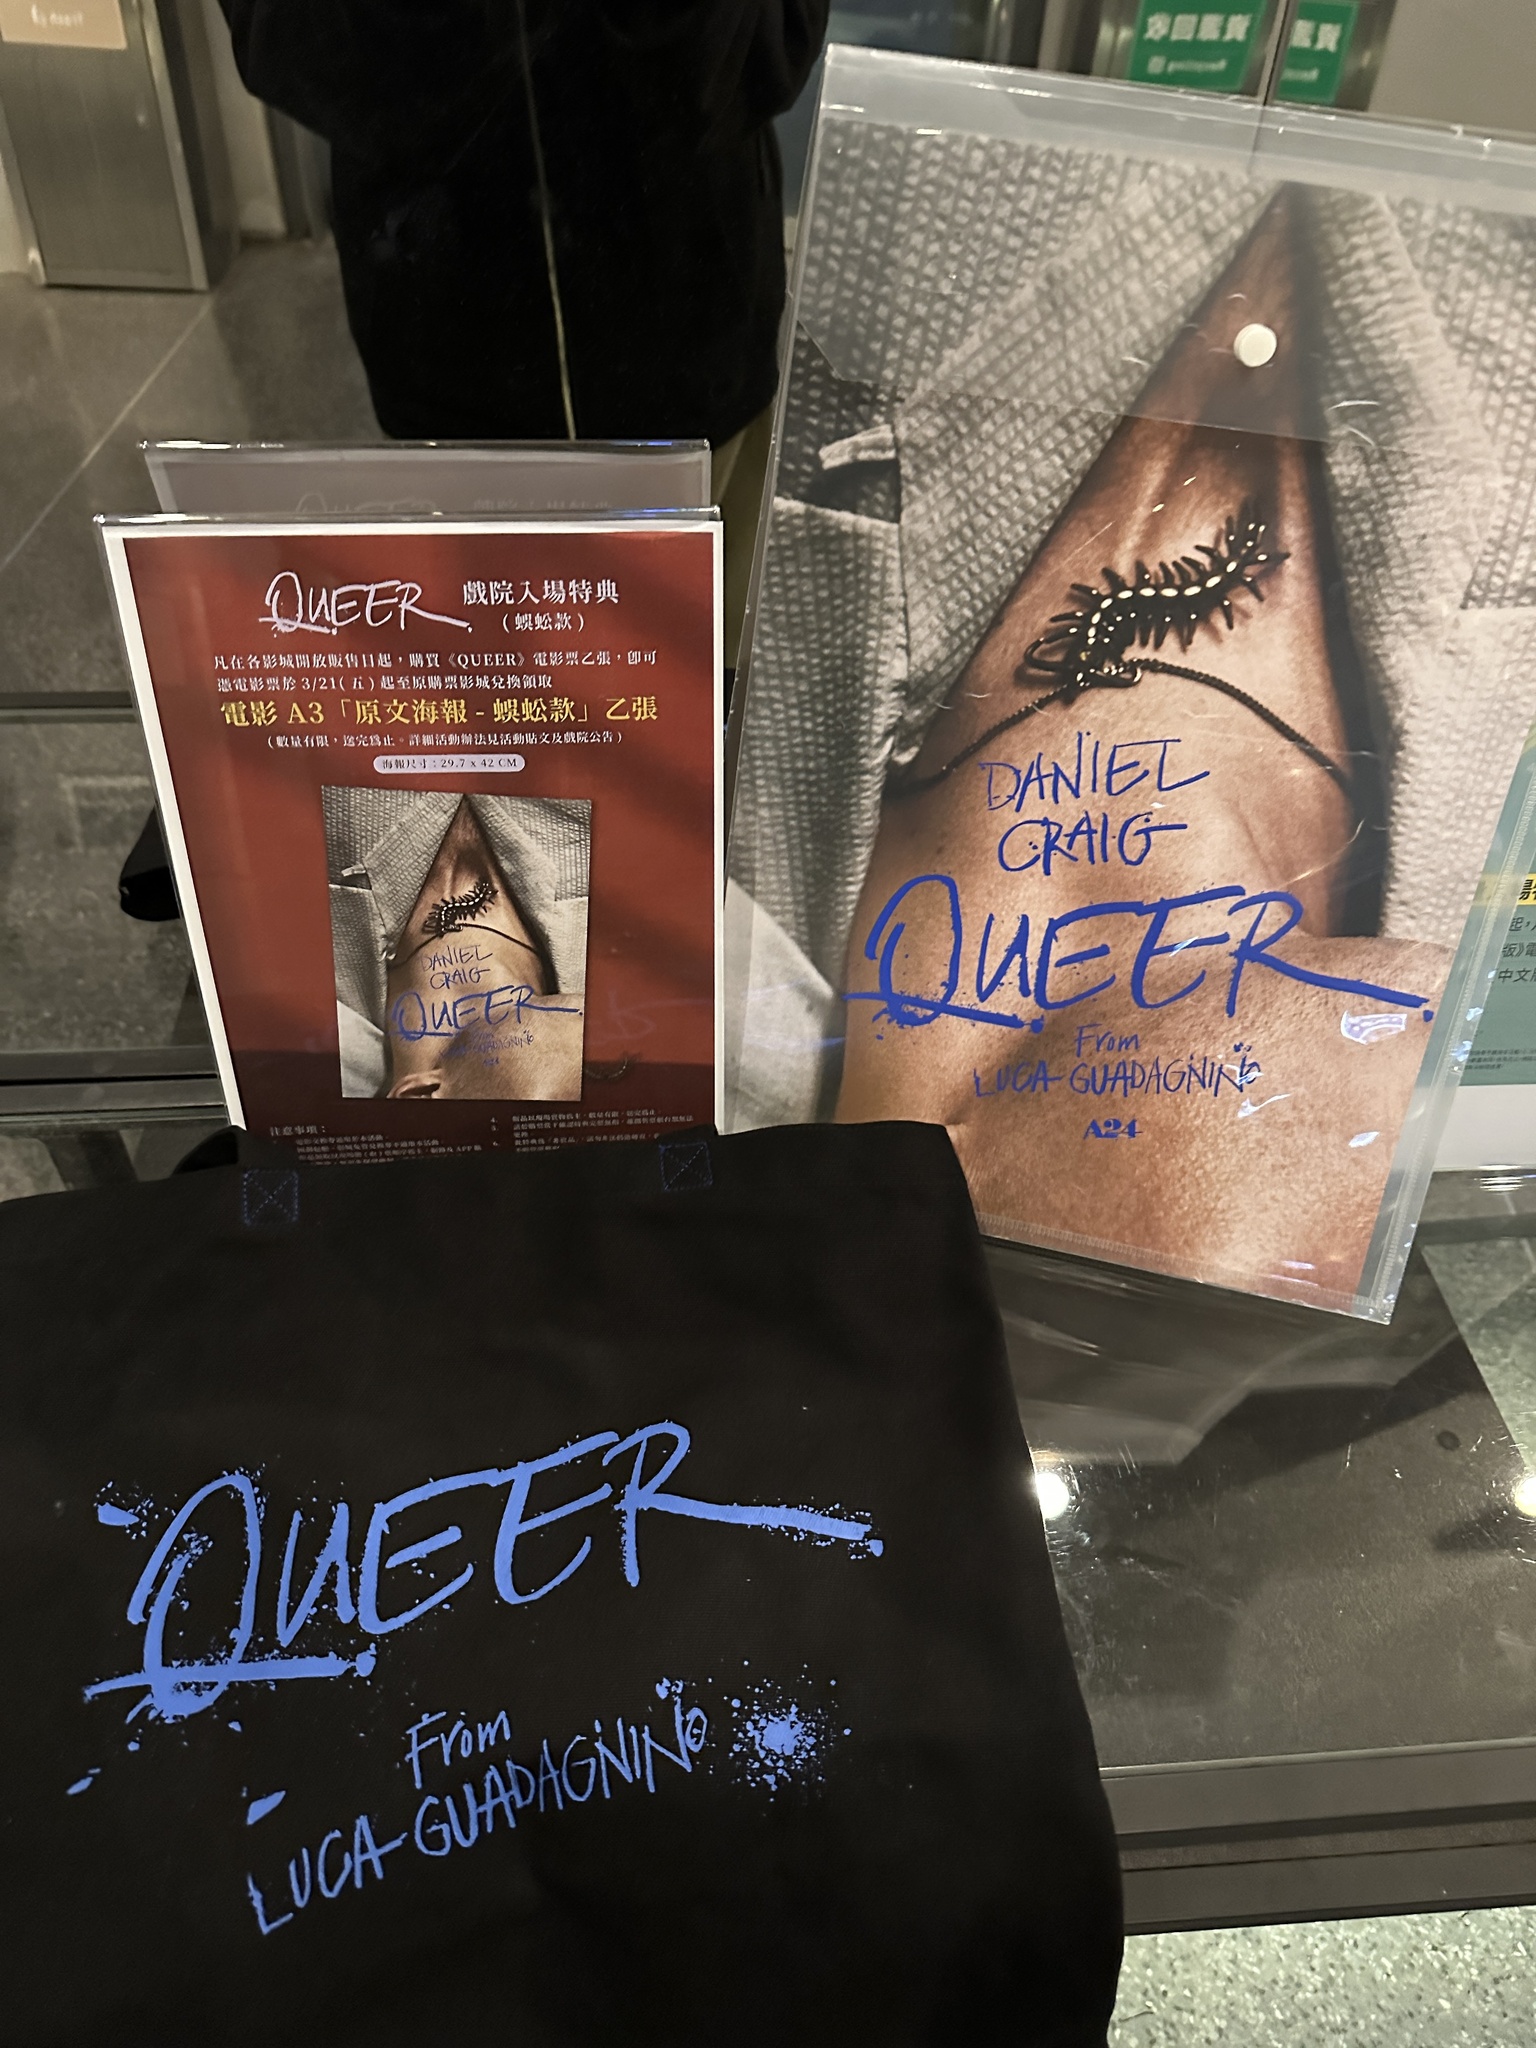 QUEER 戲院入場特典
(蜈蚣款)
凡在各影城開放販售日起,購買《QUEER》電影票乙張,即可
憑電影票於 3/21(五)起至原購票影城兌換領取
電影 A3「原文海報 - 蜈蚣款」乙張
(數量有限,送完為止。詳細活動辦法見活動貼文及戲院公告)
海報尺寸:29.7 x 42 CM
DANIEL
CRAIG
QUEER
From
LUCA GUADAGNINO
A24
注意事項:
DANIEL
CRAIG
QUEER
From
LUCA GUADAGNINO
A24
QUEER
From
LUCA GUADAGNINO